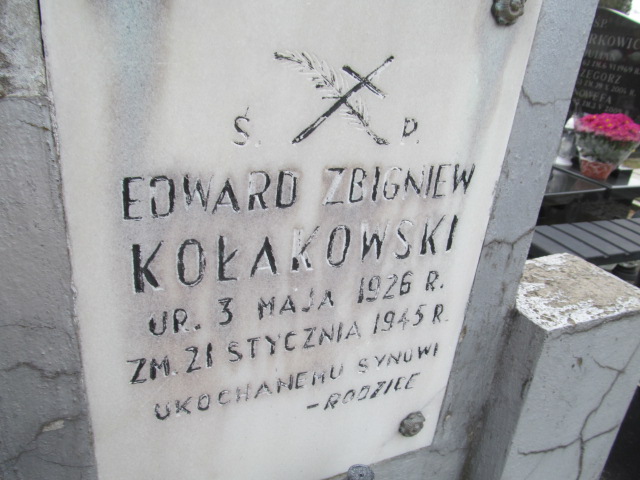 Ś. P.
EDWARD ZBIGNIEW
KOŁAKOWSKI
UR. 3 MAJA 1926 R.
ZM. 21 STYCZNIA 1945 R.
UKOCHANEMU SYNOWI
-RODZICE